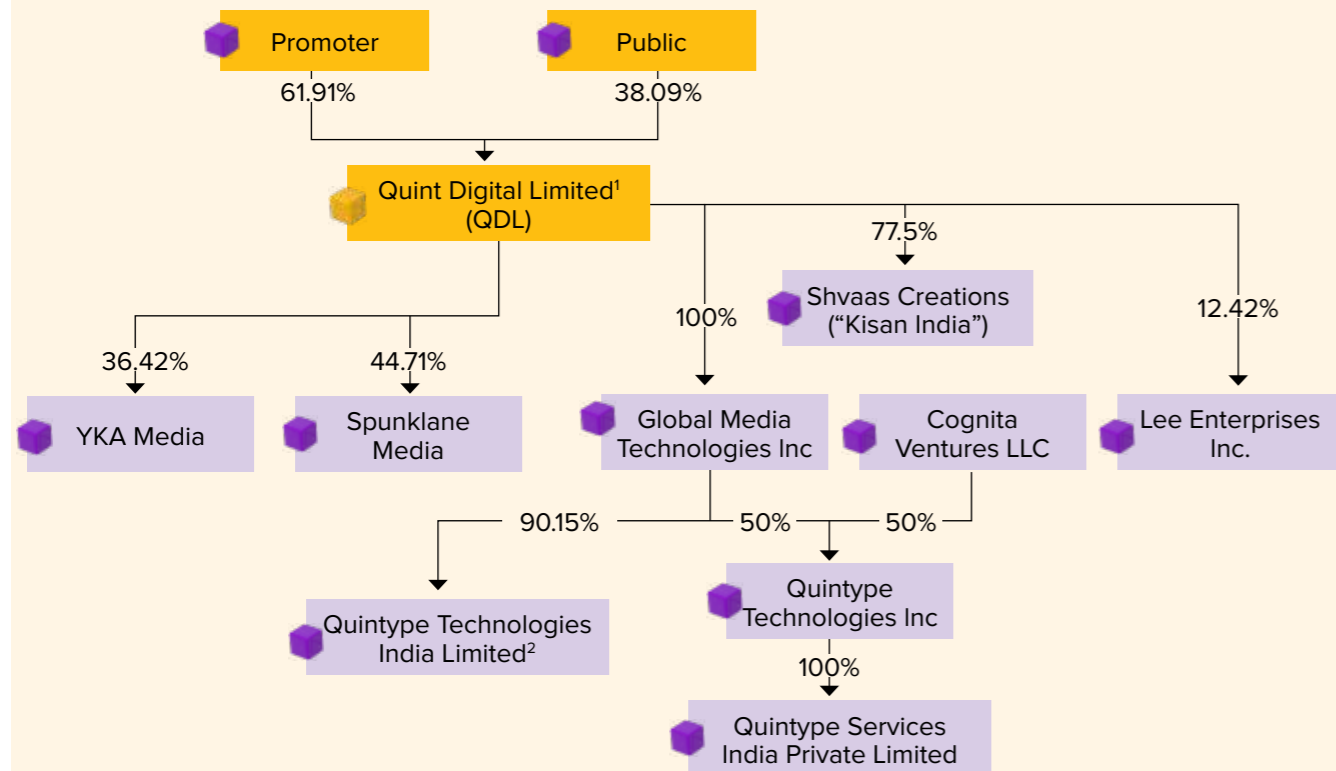 Promoter
Public
61.91%
38.09%
Quint Digital Limited¹
(QDL)
77.5%
Shvaas Creations
(“Kisan India”)
100%
12.42%
36.42%
44.71%
YKA Media
Spunklane
Media
Global Media
Technologies Inc
Cognita
Ventures LLC
Lee Enterprises
Inc.
90.15%
50%
50%
Quintype Technologies
India Limited²
Quintype
Technologies Inc
100%
Quintype Services
India Private Limited